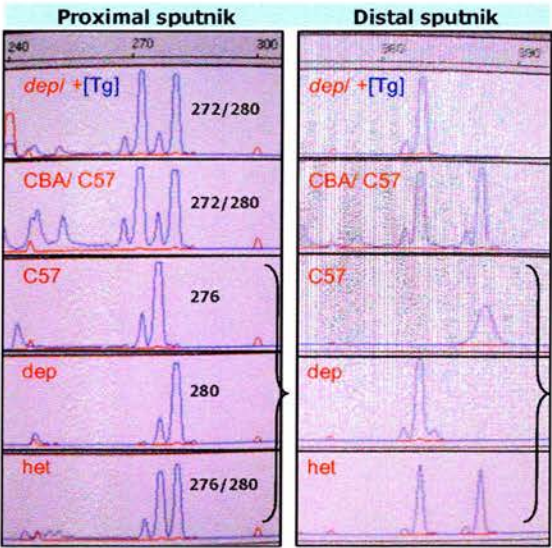 Proximal sputnik
240 270 300
dep/ +[Tg]
272/280
CBA/ C57
272/280
C57
276
dep
280
het
276/280
Distal sputnik
390
dep/ +[Tg]
CBA/ C57
C57
dep
het